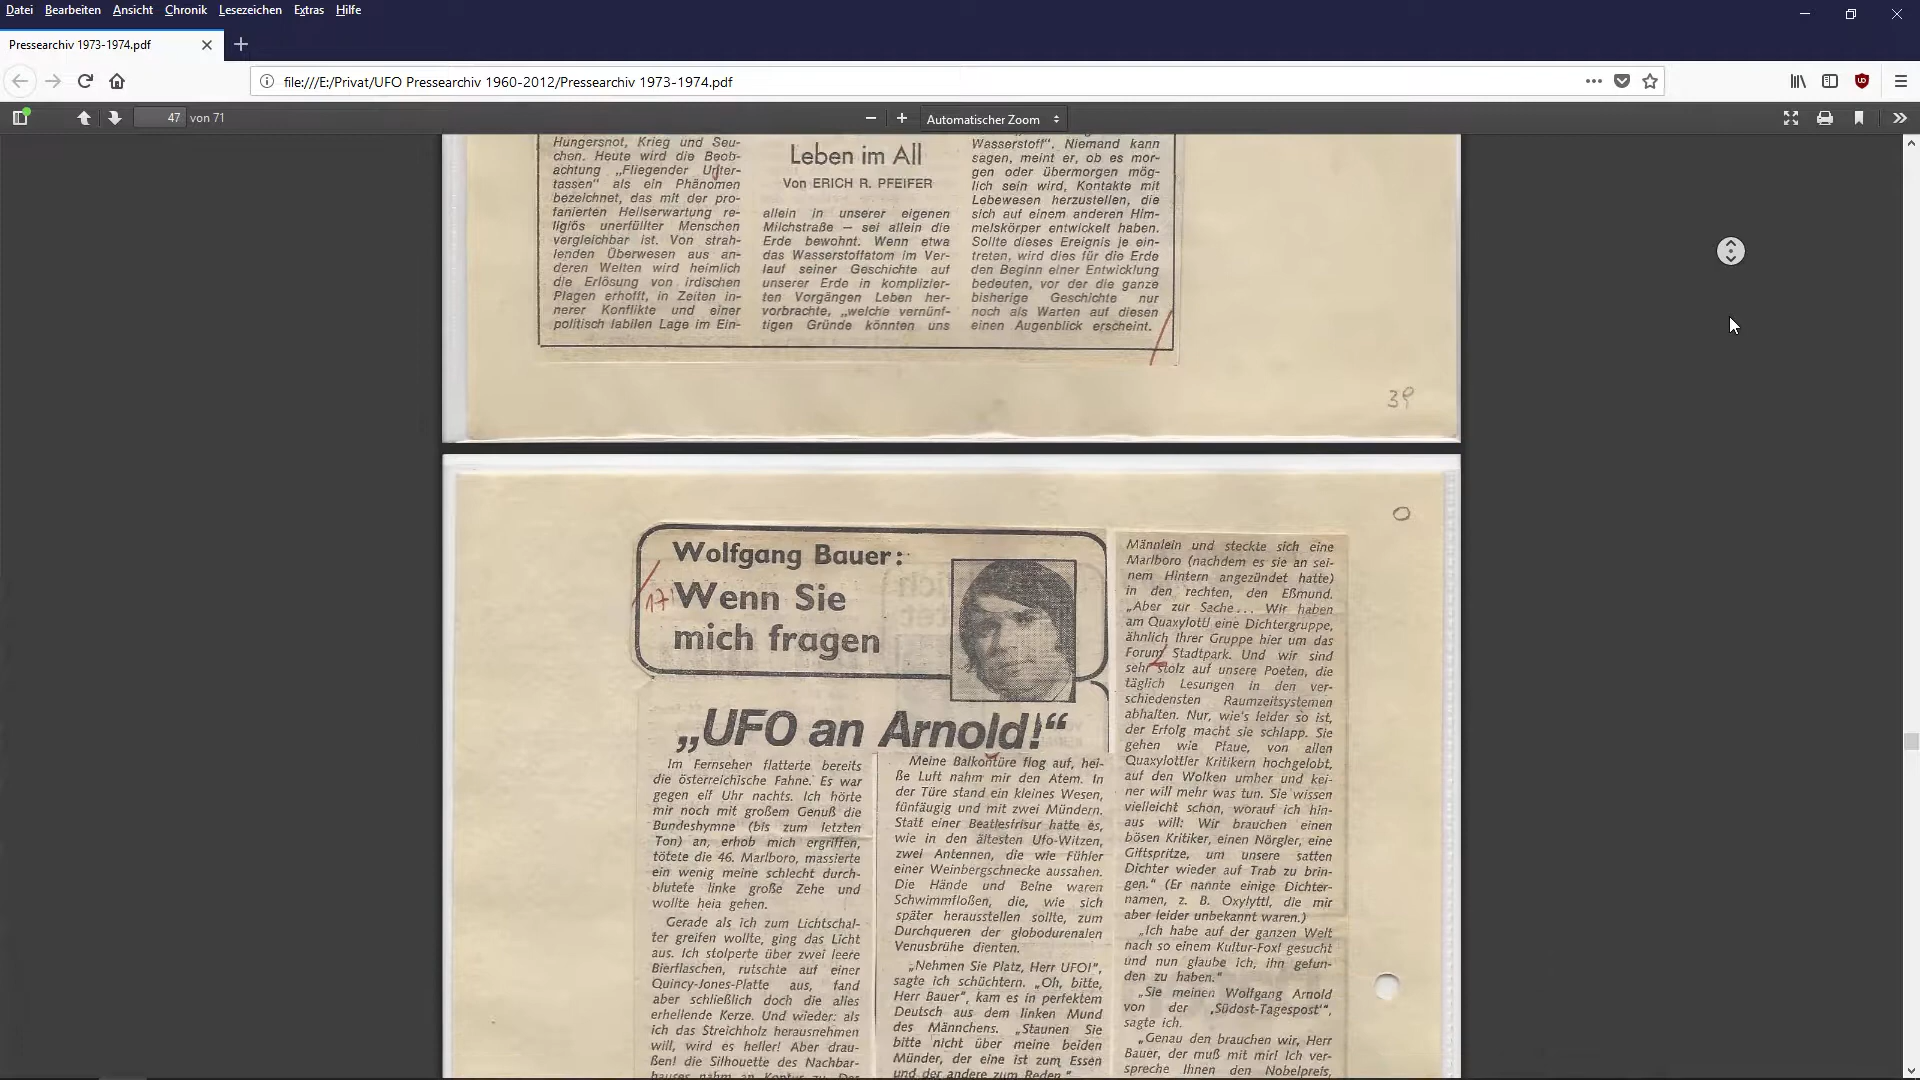 Datei Bearbeiten Ansicht Chronik Lesezeichen Extras Hilfe
Pressearchiv 1973-1974.pdf
file:///E:/Privat/UFO Pressearchiv 1960-2012/Pressearchiv 1973-1974.pdf
47 von 71
Automatischer Zoom
Hungersnot, Krieg und Seu-
chen. Heute wird die Beob-
achtung „Fliegender Unter-
tassen" als ein Phänomen
bezeichnet, das mit der pro-
fanierten Heilserwartung re-
ligiös unerfüllter Menschen
vergleichbar ist. Von strah-
lenden Überwesen aus an-
deren Welten wird heimlich
die Erlösung von irdischen
Plagen erhofft, in Zeiten in-
nerer Konflikte und einer
politisch labilen Lage im Ein-
Leben im All
Von ERICH R. PFEIFER
allein in unserer eigenen
Milchstraße — sei allein die
Erde bewohnt. Wenn etwa
das Wasserstoffatom im Ver-
lauf seiner Geschichte auf
unserer Erde in komplizier-
ten Vorgängen Leben her-
vorbrachte, „welche vernünf-
tigen Gründe könnten uns
Wasserstoff". Niemand kann
sagen, meint er, ob es mor-
gen oder übermorgen mög-
lich sein wird, Kontakte mit
Lebewesen herzustellen, die
sich auf einem anderen Him-
melskörper entwickelt haben.
Sollte dieses Ereignis je ein-
treten, wird dies für die Erde
den Beginn einer Entwicklung
bedeuten, vor der die ganze
bisherige Geschichte nur
noch als Warten auf diesen
einen Augenblick erscheint.
39
Wolfgang Bauer:
Wenn Sie
mich fragen
17
„UFO an Arnold!“
Im Fernseher flatterte bereits
die österreichische Fahne. Es war
gegen elf Uhr nachts. Ich hörte
mir noch mit großem Genuß die
Bundeshymne (bis zum letzten
Ton) an, erhob mich ergriffen,
tötete die 46. Marlboro, massierte
ein wenig meine schlecht durch-
blutete linke große Zehe und
wollte heia gehen.
Gerade als ich zum Lichtschal-
ter greifen wollte, ging das Licht
aus. Ich stolperte über zwei leere
Bierflaschen, rutschte auf einer
Quincy-Jones-Platte aus, fand
aber schließlich doch die alles
erhellende Kerze. Und wieder: als
ich das Streichholz herausnehmen
will, wird es heller! Aber drau-
ßen! die Silhouette des Nachbar-
hauses nahm an Kontur zu. Der
Meine Balkontüre flog auf, hei-
ße Luft nahm mir den Atem. In
der Türe stand ein kleines Wesen,
fünfäugig und mit zwei Mündern.
Statt einer Beatlesfrisur hatte es,
wie in den ältesten Ufo-Witzen,
zwei Antennen, die wie Fühler
einer Weinbergschnecke aussahen.
Die Hände und Beine waren
Schwimmfloßen, die, wie sich
später herausstellen sollte, zum
Durchqueren der globodurenalen
Venusbrühe dienten.
„Nehmen Sie Platz, Herr UFO!",
sagte ich schüchtern. „Oh, bitte,
Herr Bauer", kam es in perfektem
Deutsch aus dem linken Mund
des Männchens. „Staunen Sie
bitte nicht über meine beiden
Münder, der eine ist zum Essen
und der andere zum Reden."
Männlein und steckte sich eine
Marlboro (nachdem es sie an sei-
nem Hintern angezündet hatte)
in den rechten, den Eßmund.
„Aber zur Sache... Wir haben
am Quaxylottl eine Dichtergruppe,
ähnlich Ihrer Gruppe hier um das
Forum Stadtpark. Und wir sind
sehr stolz auf unsere Poeten, die
täglich Lesungen in den ver-
schiedensten Raumzeitsystemen
abhalten. Nur, wie's leider so ist,
der Erfolg macht sie schlapp. Sie
gehen wie Pfaue, von allen
Quaxylottler Kritikern hochgelobt,
auf den Wolken umher und kei-
ner will mehr was tun. Sie wissen
vielleicht schon, worauf ich hin-
aus will: Wir brauchen einen
bösen Kritiker, einen Nörgler, eine
Giftspritze, um unsere satten
Dichter wieder auf Trab zu brin-
gen." (Er nannte einige Dichter-
namen, z. B. Oxylyttl, die mir
aber leider unbekannt waren.)
„Ich habe auf der ganzen Welt
nach so einem Kultur-Foxl gesucht
und nun glaube ich, ihn gefun-
den zu haben."
„Sie meinen Wolfgang Arnold
von der ‚Südost-Tagespost'",
sagte ich.
„Genau den brauchen wir, Herr
Bauer, der muß mit mir! Ich ver-
spreche Ihnen den Nobelpreis,